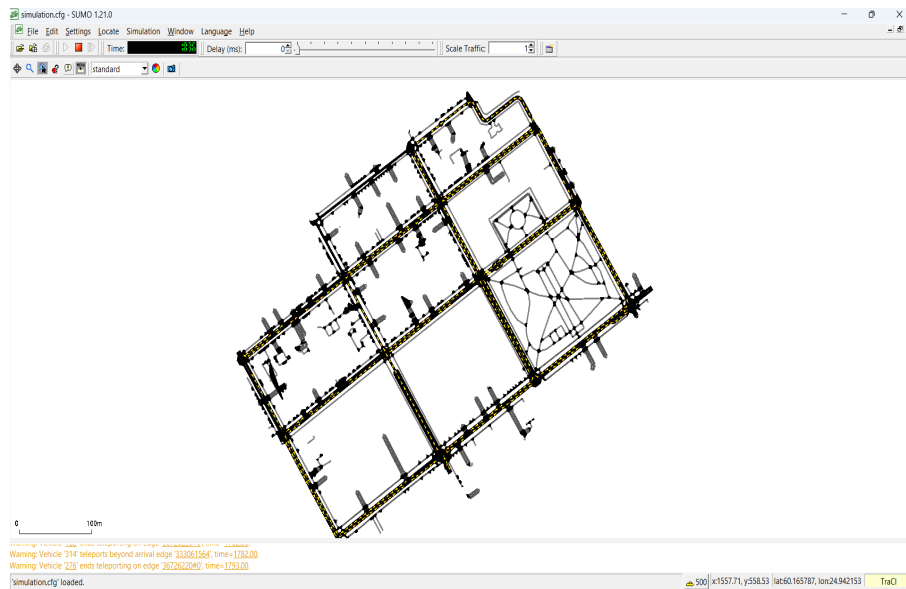 simulation.cfg - SUMO 1.21.0
File Edit Settings Locate Simulation Window Language Help
Time: Delay (ms): 0 Scale Traffic: 1
standard
0 100m
Warning: Vehicle '314' teleports beyond arrival edge '333061564', time=1782.00.
Warning: Vehicle '276' ends teleporting on edge '36726220#0', time=1793.00.
'simulation.cfg' loaded. 500 x:1557.71, y:558.53 lat:60.165787, lon:24.942153 TraCI